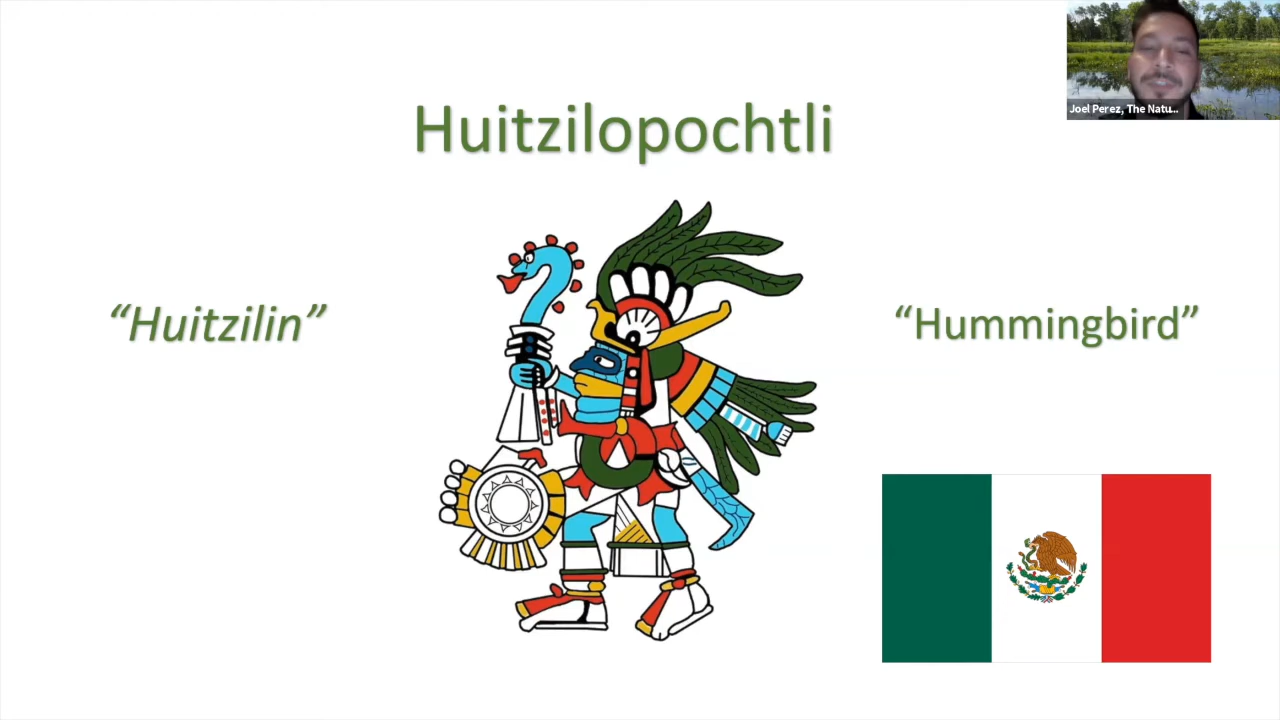 Joel Perez, The Natu...
Huitzilopochtli
“Huitzilin”
“Hummingbird”